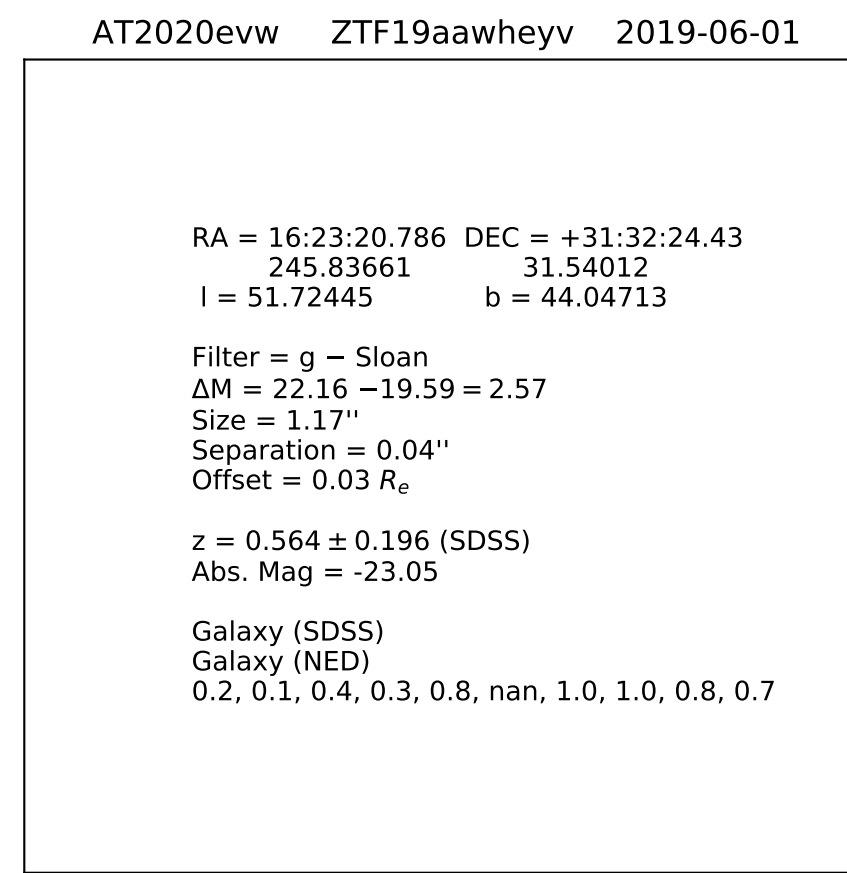 AT2020evw ZTF19aawheyv 2019-06-01
RA = 16:23:20.786 DEC = +31:32:24.43
245.83661 31.54012
l = 51.72445 b = 44.04713
Filter = g − Sloan
ΔM = 22.16 −19.59 = 2.57
Size = 1.17''
Separation = 0.04''
Offset = 0.03 Rₑ
z = 0.564 ± 0.196 (SDSS)
Abs. Mag = -23.05
Galaxy (SDSS)
Galaxy (NED)
0.2, 0.1, 0.4, 0.3, 0.8, nan, 1.0, 1.0, 0.8, 0.7